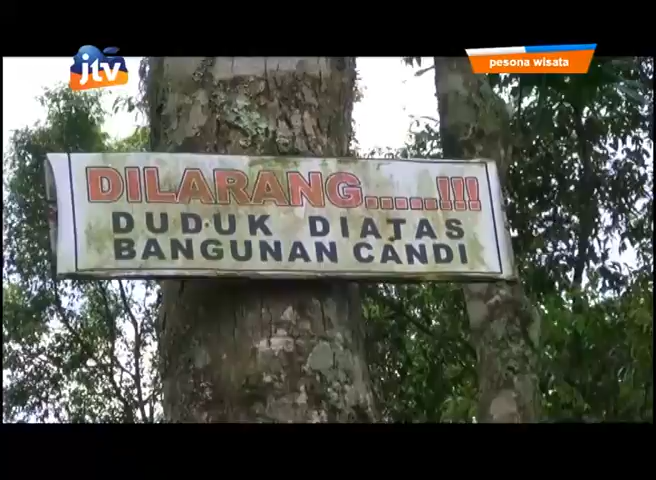 jtv
pesona wisata
DILARANG.....!!!
DUDUK DIATAS
BANGUNAN CANDI